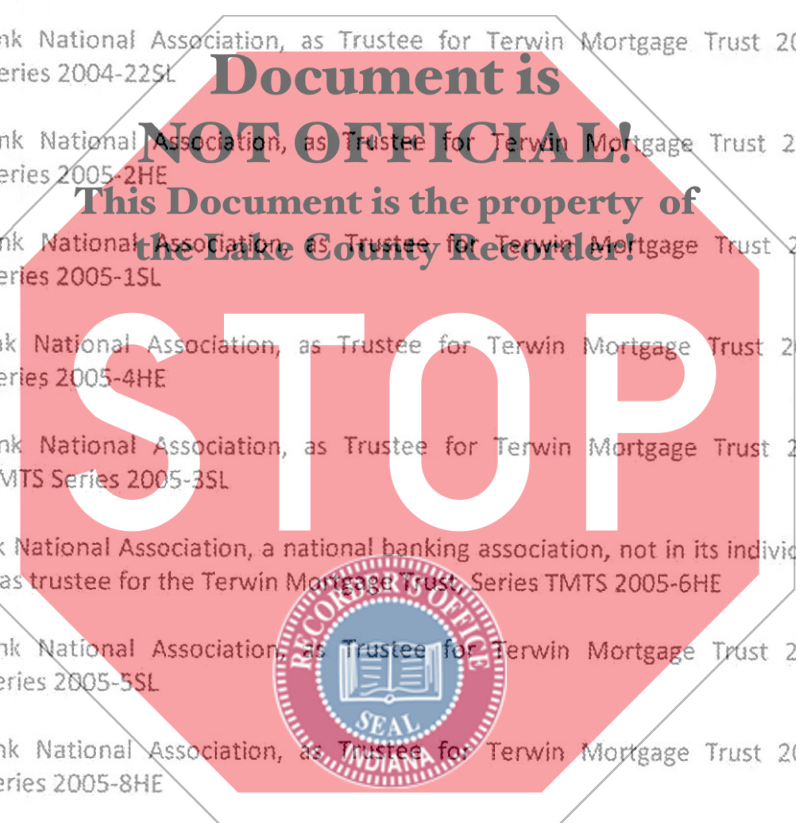 nk National Association, as Trustee for Terwin Mortgage Trust 20
eries 2004-22SL
Document is
nk National Association, as Trustee for Terwin Mortgage Trust 2
NOT OFFICIAL!
eries 2005-2HE
This Document is the property of
nk National Association, as Trustee for Terwin Mortgage Trust 2
the Lake County Recorder!
eries 2005-1SL
nk National Association, as Trustee for Terwin Mortgage Trust 20
eries 2005-4HE
STOP
nk National Association, as Trustee for Terwin Mortgage Trust 2
MTS Series 2005-3SL
k National Association, a national banking association, not in its individ
as trustee for the Terwin Mortgage Trust, Series TMTS 2005-6HE
RECORDER'S OFFICE
nk National Association, as Trustee for Terwin Mortgage Trust 2
eries 2005-5SL
SEAL
INDIANA
nk National Association, as Trustee for Terwin Mortgage Trust 20
eries 2005-8HE